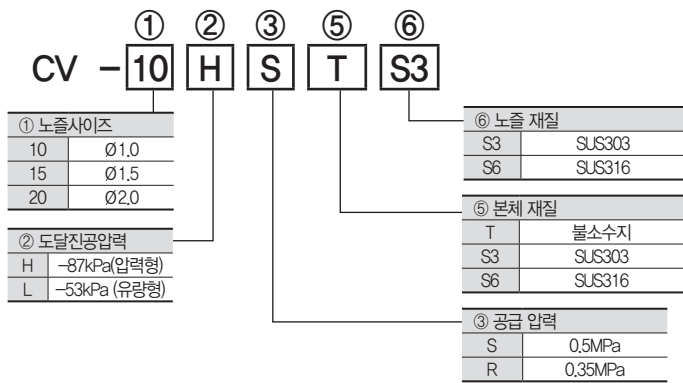 ① ② ③ ⑤ ⑥
CV - 10 H S T S3
① 노즐사이즈
10 Ø1.0
15 Ø1.5
20 Ø2.0
② 도달진공압력
H -87kPa(압력형)
L -53kPa (유량형)
⑥ 노즐 재질
S3 SUS303
S6 SUS316
⑤ 본체 재질
T 불소수지
S3 SUS303
S6 SUS316
③ 공급 압력
S 0.5MPa
R 0.35MPa